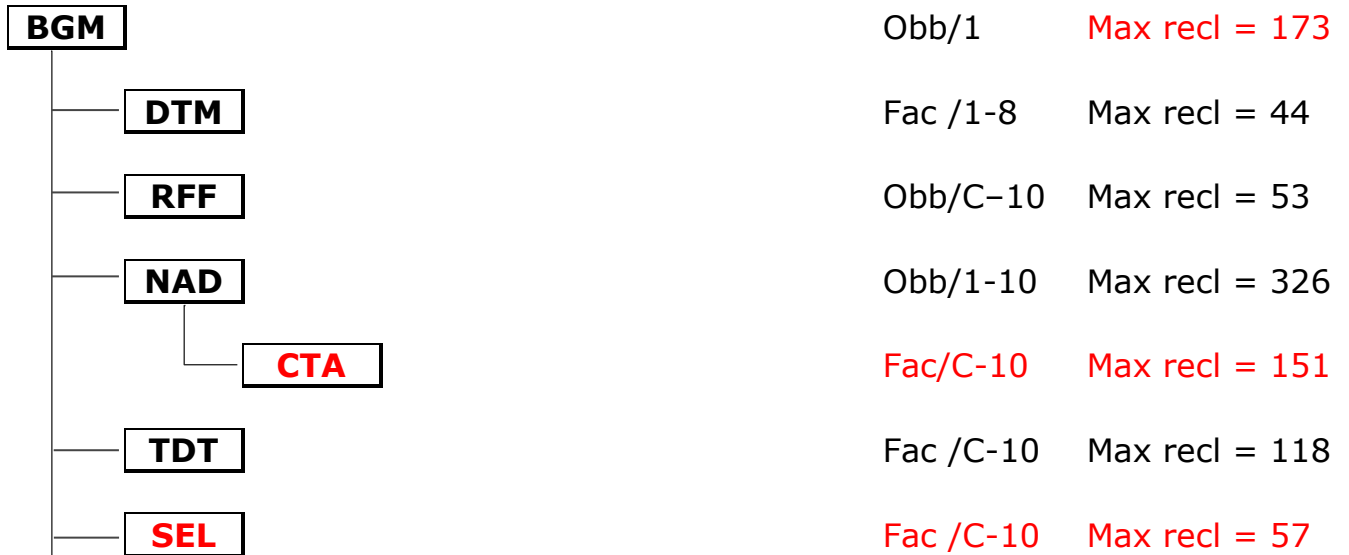 BGM Obb/1 Max recl = 173
DTM Fac /1-8 Max recl = 44
RFF Obb/C–10 Max recl = 53
NAD Obb/1-10 Max recl = 326
CTA Fac/C-10 Max recl = 151
TDT Fac /C-10 Max recl = 118
SEL Fac /C-10 Max recl = 57